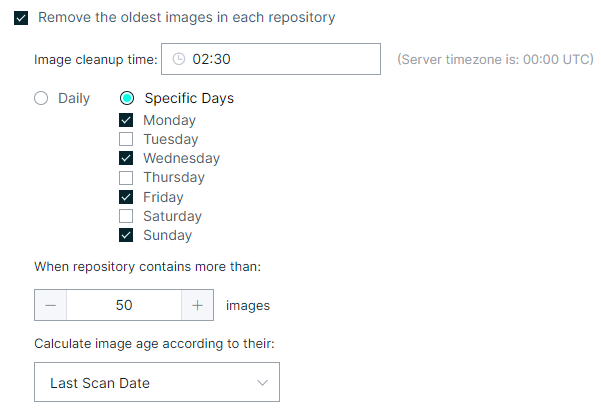 Remove the oldest images in each repository
Image cleanup time: 02:30 (Server timezone is: 00:00 UTC)
Daily Specific Days
Monday
Tuesday
Wednesday
Thursday
Friday
Saturday
Sunday
When repository contains more than:
− 50 + images
Calculate image age according to their:
Last Scan Date